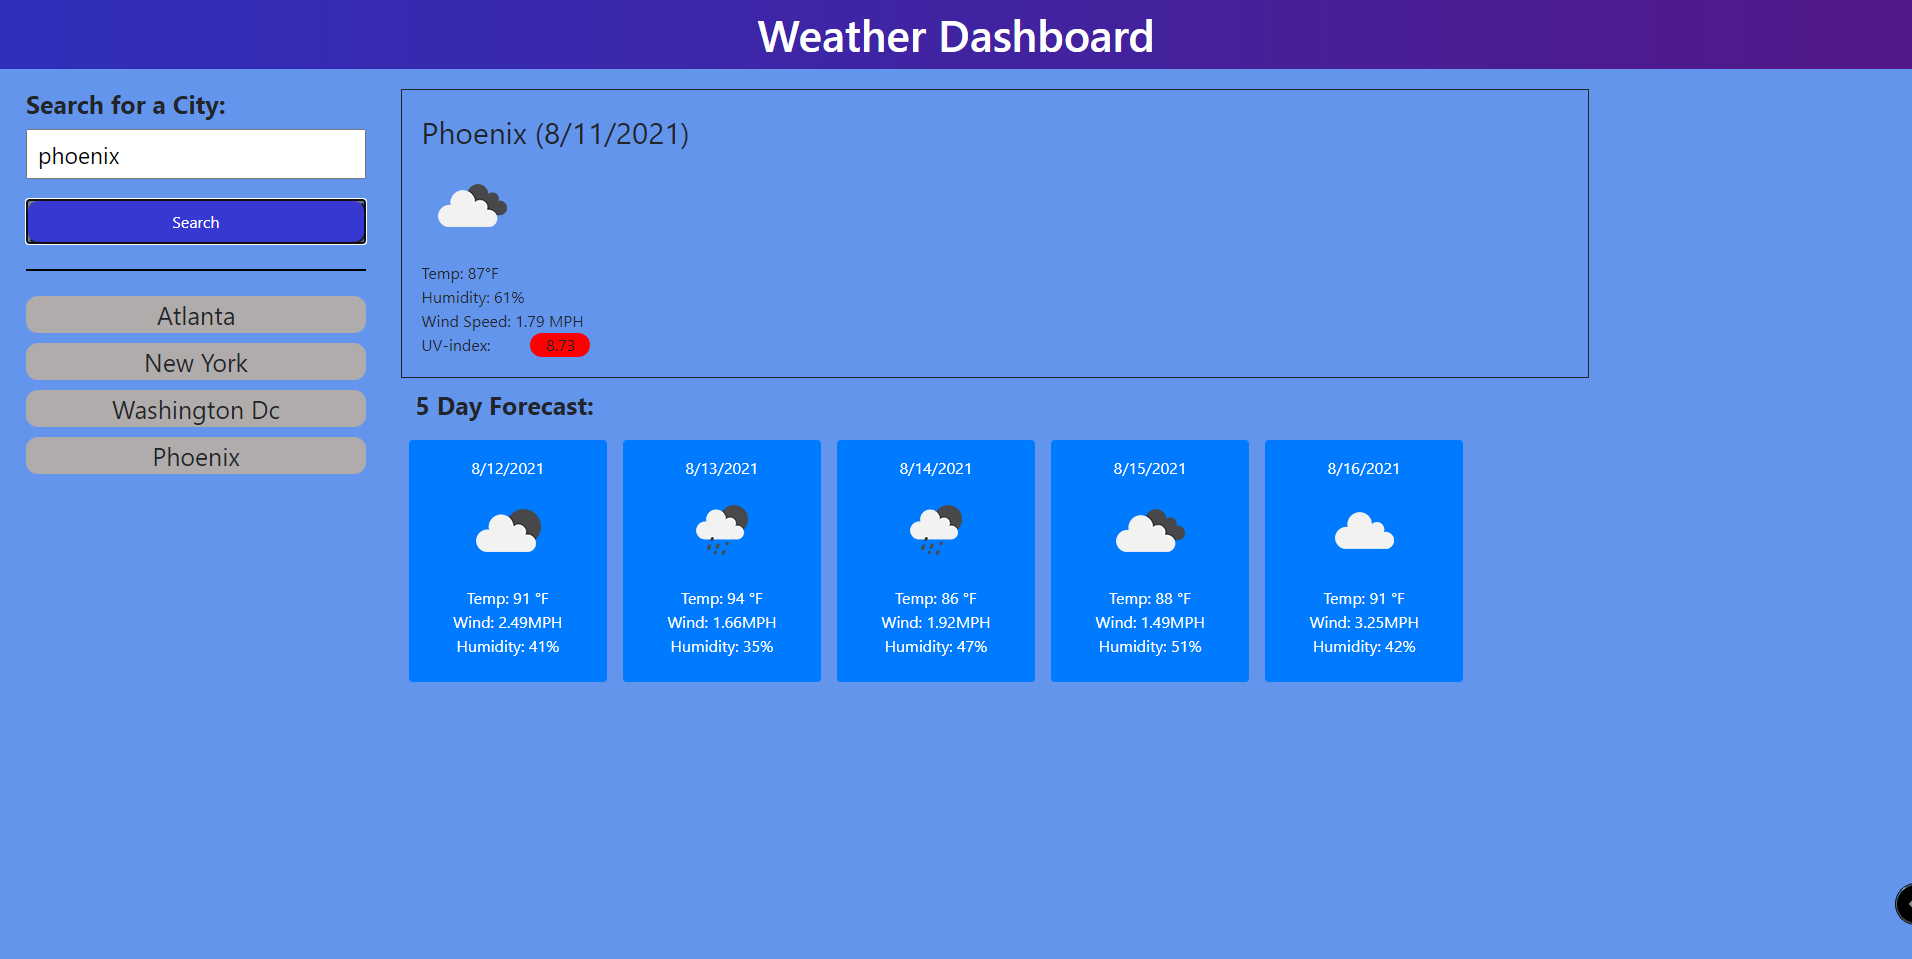 Weather Dashboard
Search for a City:
phoenix
Search
Atlanta
New York
Washington Dc
Phoenix
Phoenix (8/11/2021)
Temp: 87°F
Humidity: 61%
Wind Speed: 1.79 MPH
UV-index: 8.73
5 Day Forecast:
8/12/2021
Temp: 91 °F
Wind: 2.49MPH
Humidity: 41%
8/13/2021
Temp: 94 °F
Wind: 1.66MPH
Humidity: 35%
8/14/2021
Temp: 86 °F
Wind: 1.92MPH
Humidity: 47%
8/15/2021
Temp: 88 °F
Wind: 1.49MPH
Humidity: 51%
8/16/2021
Temp: 91 °F
Wind: 3.25MPH
Humidity: 42%